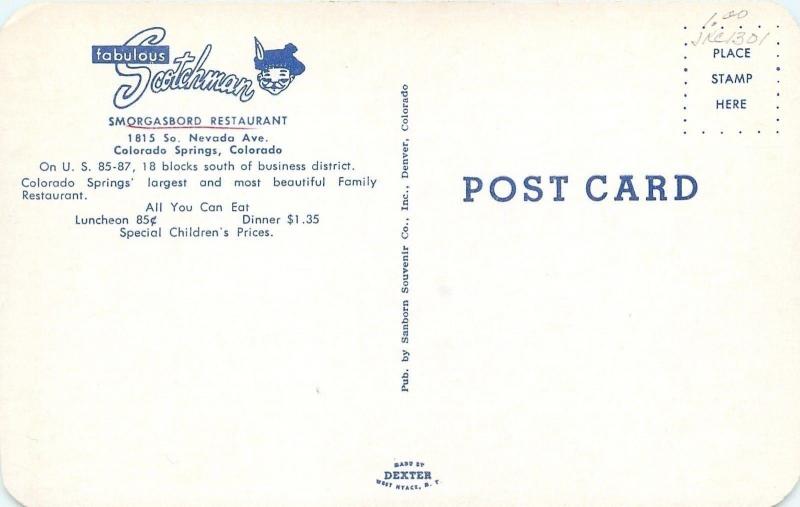 fabulous
Scotchman
SMORGASBORD RESTAURANT
1815 So. Nevada Ave.
Colorado Springs, Colorado
On U. S. 85-87, 18 blocks south of business district.
Colorado Springs' largest and most beautiful Family
Restaurant.
All You Can Eat
Luncheon 85¢ Dinner $1.35
Special Children's Prices.
Pub. by Sanborn Souvenir Co., Inc., Denver, Colorado
MADE BY
DEXTER
WEST NYACK, N. Y.
1.00
PLACE
STAMP
HERE
POST CARD